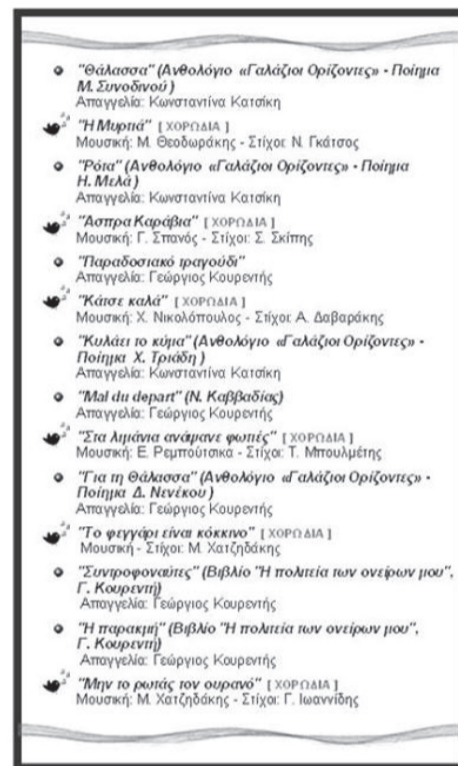 "Θάλασσα" (Ανθολόγιο «Γαλάζιοι Ορίζοντες» - Ποίημα
Μ. Συνοδινού )
Απαγγελία: Κωνσταντίνα Κατσίκη
"Η Μυρτιά" [ ΧΟΡΩΔΙΑ ]
Μουσική: Μ. Θεοδωράκης - Στίχοι: Ν. Γκάτσος
"Ρότα" (Ανθολόγιο «Γαλάζιοι Ορίζοντες» - Ποίημα
Η. Μελά )
Απαγγελία: Κωνσταντίνα Κατσίκη
"Άσπρα Καράβια" [ ΧΟΡΩΔΙΑ ]
Μουσική: Γ. Σπανός - Στίχοι: Σ. Σκίπης
"Παραδοσιακό τραγούδι"
Απαγγελία: Γεώργιος Κουρεντής
"Κάτσε καλά" [ ΧΟΡΩΔΙΑ ]
Μουσική: Χ. Νικολόπουλος - Στίχοι: Α. Δαβαράκης
"Κυλάει το κύμα" (Ανθολόγιο «Γαλάζιοι Ορίζοντες» -
Ποίημα Χ. Τριάδη )
Απαγγελία: Κωνσταντίνα Κατσίκη
"Mal du depart" (Ν. Καββαδίας)
Απαγγελία: Γεώργιος Κουρεντής
"Στα λιμάνια ανάψανε φωτιές" [ ΧΟΡΩΔΙΑ ]
Μουσική: Ε. Ρεμπούτσικα - Στίχοι: Τ. Μπουλμέτης
"Για τη Θάλασσα" (Ανθολόγιο «Γαλάζιοι Ορίζοντες» -
Ποίημα Δ. Νενέκου )
Απαγγελία: Γεώργιος Κουρεντής
"Το φεγγάρι είναι κόκκινο" [ ΧΟΡΩΔΙΑ ]
Μουσική - Στίχοι: Μ. Χατζηδάκης
"Συντροφοναύτες" (Βιβλίο "Η πολιτεία των ονείρων μου",
Γ. Κουρεντή)
Απαγγελία: Γεώργιος Κουρεντής
"Η παρακμή" (Βιβλίο "Η πολιτεία των ονείρων μου",
Γ. Κουρεντή)
Απαγγελία: Γεώργιος Κουρεντής
"Μην το ρωτάς τον ουρανό" [ ΧΟΡΩΔΙΑ ]
Μουσική: Μ. Χατζηδάκης - Στίχοι: Γ. Ιωαννίδης